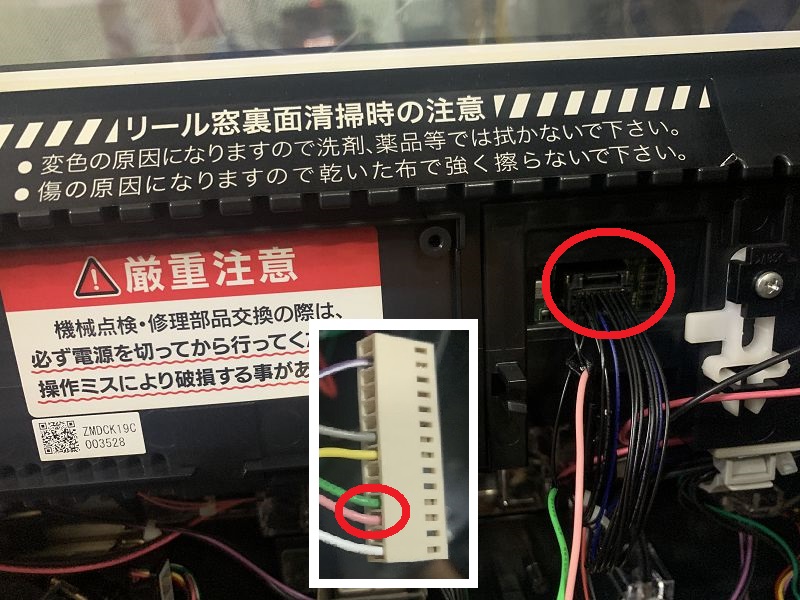 リール窓裏面清掃時の注意
● 変色の原因になりますので洗剤、薬品等では拭かないで下さい。
● 傷の原因になりますので乾いた布で強く擦らないで下さい。
厳重注意
機械点検・修理部品交換の際は、
必ず電源を切ってから行ってく
操作ミスにより破損する事があ
ZMDCK19C
003528